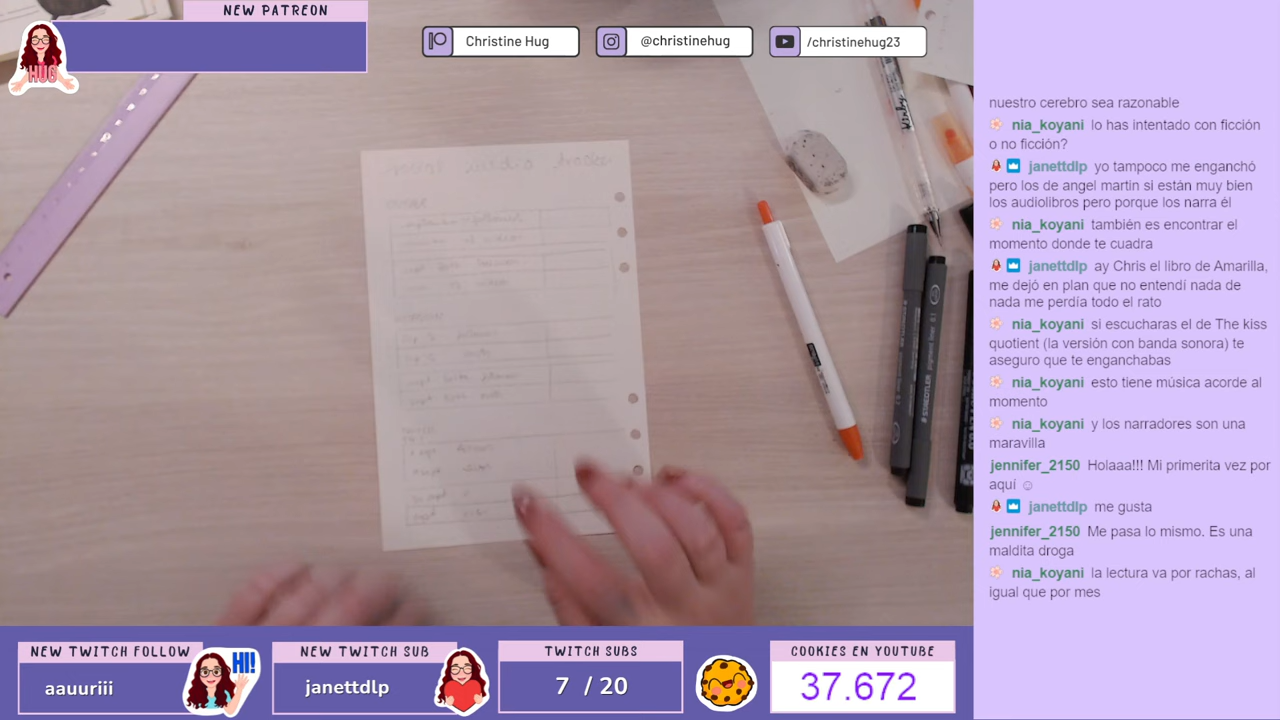 NEW PATREON
HUG
Christine Hug
@christinehug
/christinehug23
nuestro cerebro sea razonable
nia_koyani lo has intentado con ficción
o no ficción?
janettdlp yo tampoco me enganchó
pero los de angel martin si están muy bien
los audiolibros pero porque los narra él
nia_koyani también es encontrar el
momento donde te cuadra
janettdlp ay Chris el libro de Amarilla,
me dejó en plan que no entendí nada de
nada me perdía todo el rato
nia_koyani si escucharas el de The kiss
quotient (la versión con banda sonora) te
aseguro que te enganchabas
nia_koyani esto tiene música acorde al
momento
nia_koyani y los narradores son una
maravilla
jennifer_2150 Holaaa!!! Mi primerita vez por
aquí ☺
janettdlp me gusta
jennifer_2150 Me pasa lo mismo. Es una
maldita droga
nia_koyani la lectura va por rachas, al
igual que por mes
STAEDTLER pigment liner
NEW TWITCH FOLLOW
aauuriii
HI!
NEW TWITCH SUB
janettdlp
TWITCH SUBS
7 / 20
COOKIES EN YOUTUBE
37.672